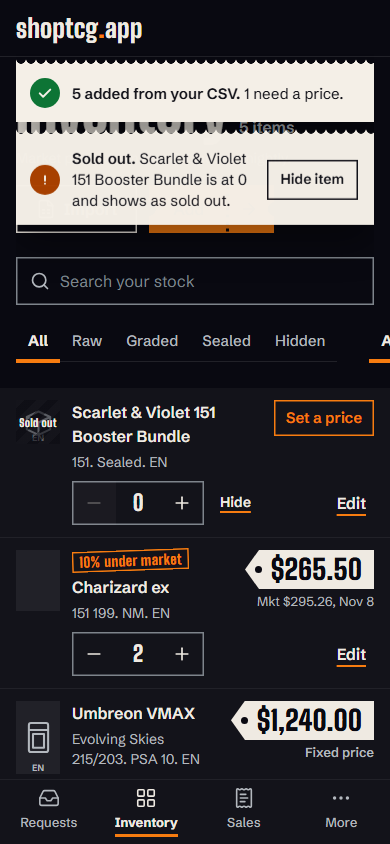 shoptcg.app
5 added from your CSV. 1 need a price.
5 items
Sold out. Scarlet & Violet
151 Booster Bundle is at 0
and shows as sold out.
Hide item
Search your stock
All Raw Graded Sealed Hidden
Sold out
EN
Scarlet & Violet 151
Booster Bundle
Set a price
151. Sealed. EN
0
Hide
Edit
10% under market
Charizard ex
$265.50
151 199. NM. EN
Mkt $295.26, Nov 8
2
Edit
Umbreon VMAX
$1,240.00
Evolving Skies
215/203. PSA 10. EN
Fixed price
EN
Requests Inventory Sales More